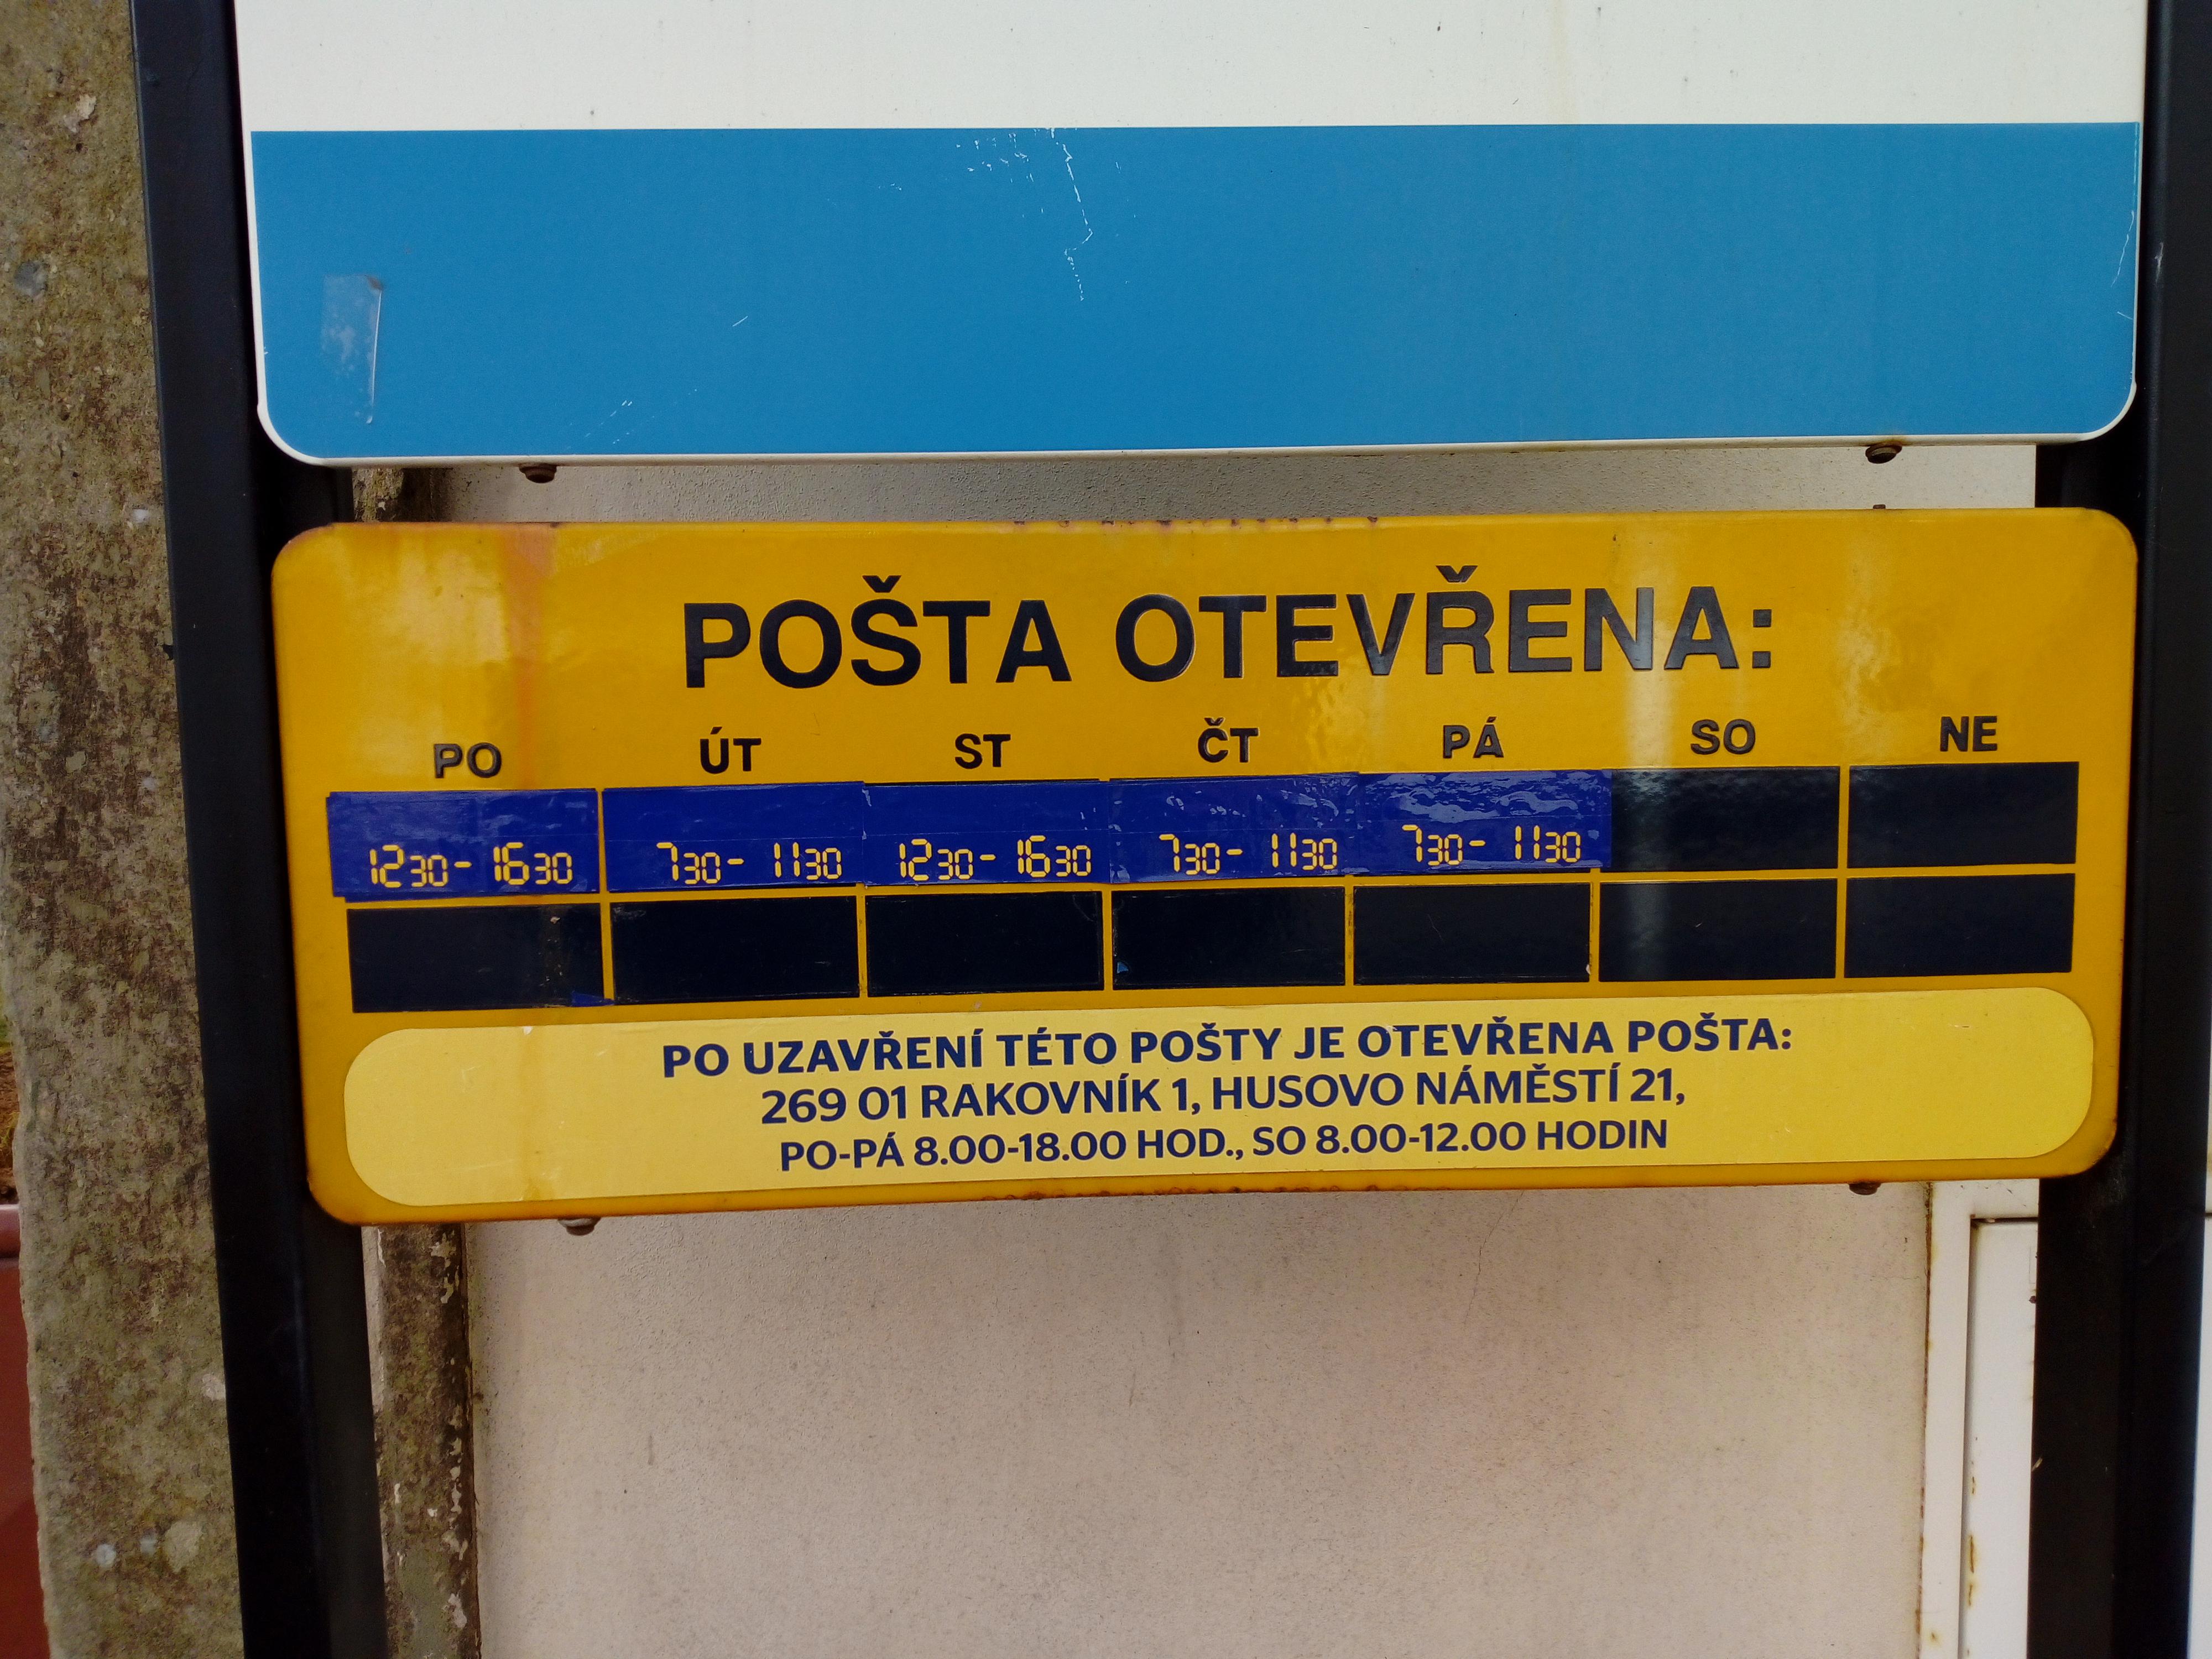 POŠTA OTEVŘENA:
PO ÚT ST ČT PÁ SO NE
1230 - 1630 730 - 1130 1230 - 1630 730 - 1130 730 - 1130
PO UZAVŘENÍ TÉTO POŠTY JE OTEVŘENA POŠTA:
269 01 RAKOVNÍK 1, HUSOVO NÁMĚSTÍ 21,
PO-PÁ 8.00-18.00 HOD., SO 8.00-12.00 HODIN